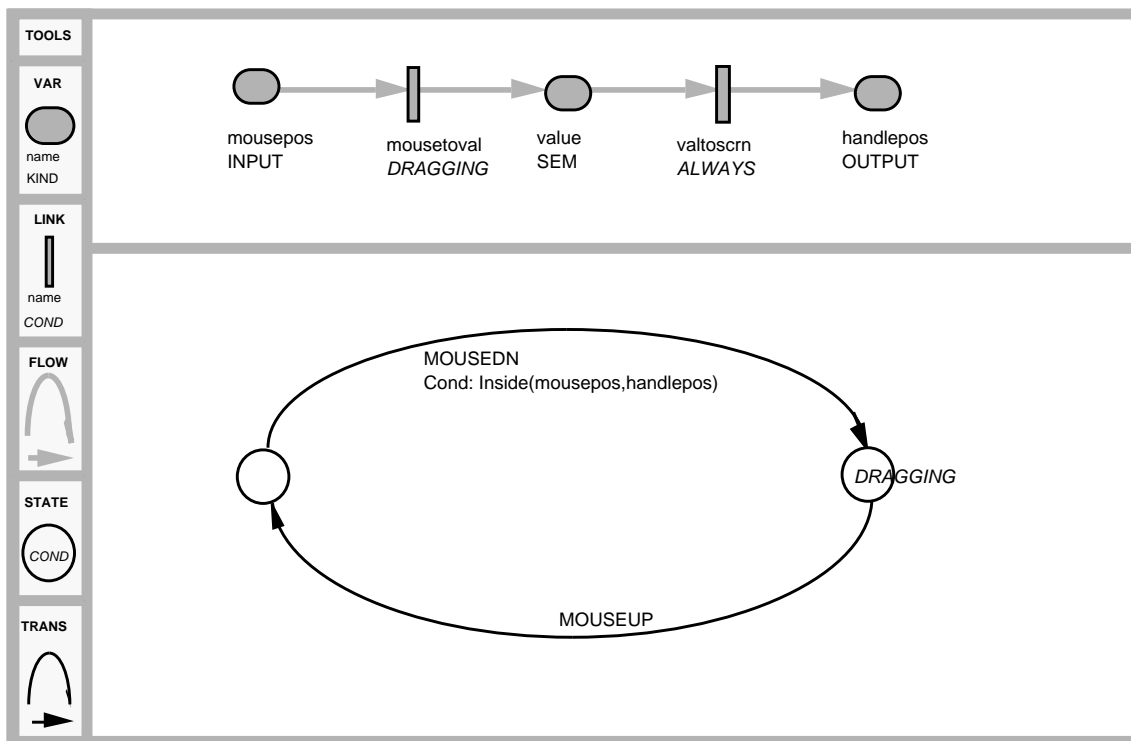 TOOLS
VAR
name
KIND
LINK
name
COND
FLOW
STATE
COND
TRANS
mousepos
INPUT
mousetoval
DRAGGING
value
SEM
valtoscrn
ALWAYS
handlepos
OUTPUT
MOUSEDN
Cond: Inside(mousepos,handlepos)
DRAGGING
MOUSEUP